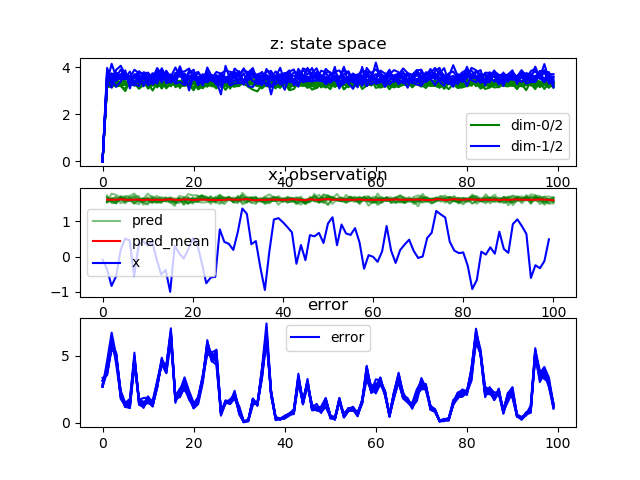 z: state space
4
2
0
dim-0/2
dim-1/2
0 20 40 60 80 100
x: observation
1
0
−1
pred
pred_mean
x
0 20 40 60 80 100
error
5
0
error
0 20 40 60 80 100